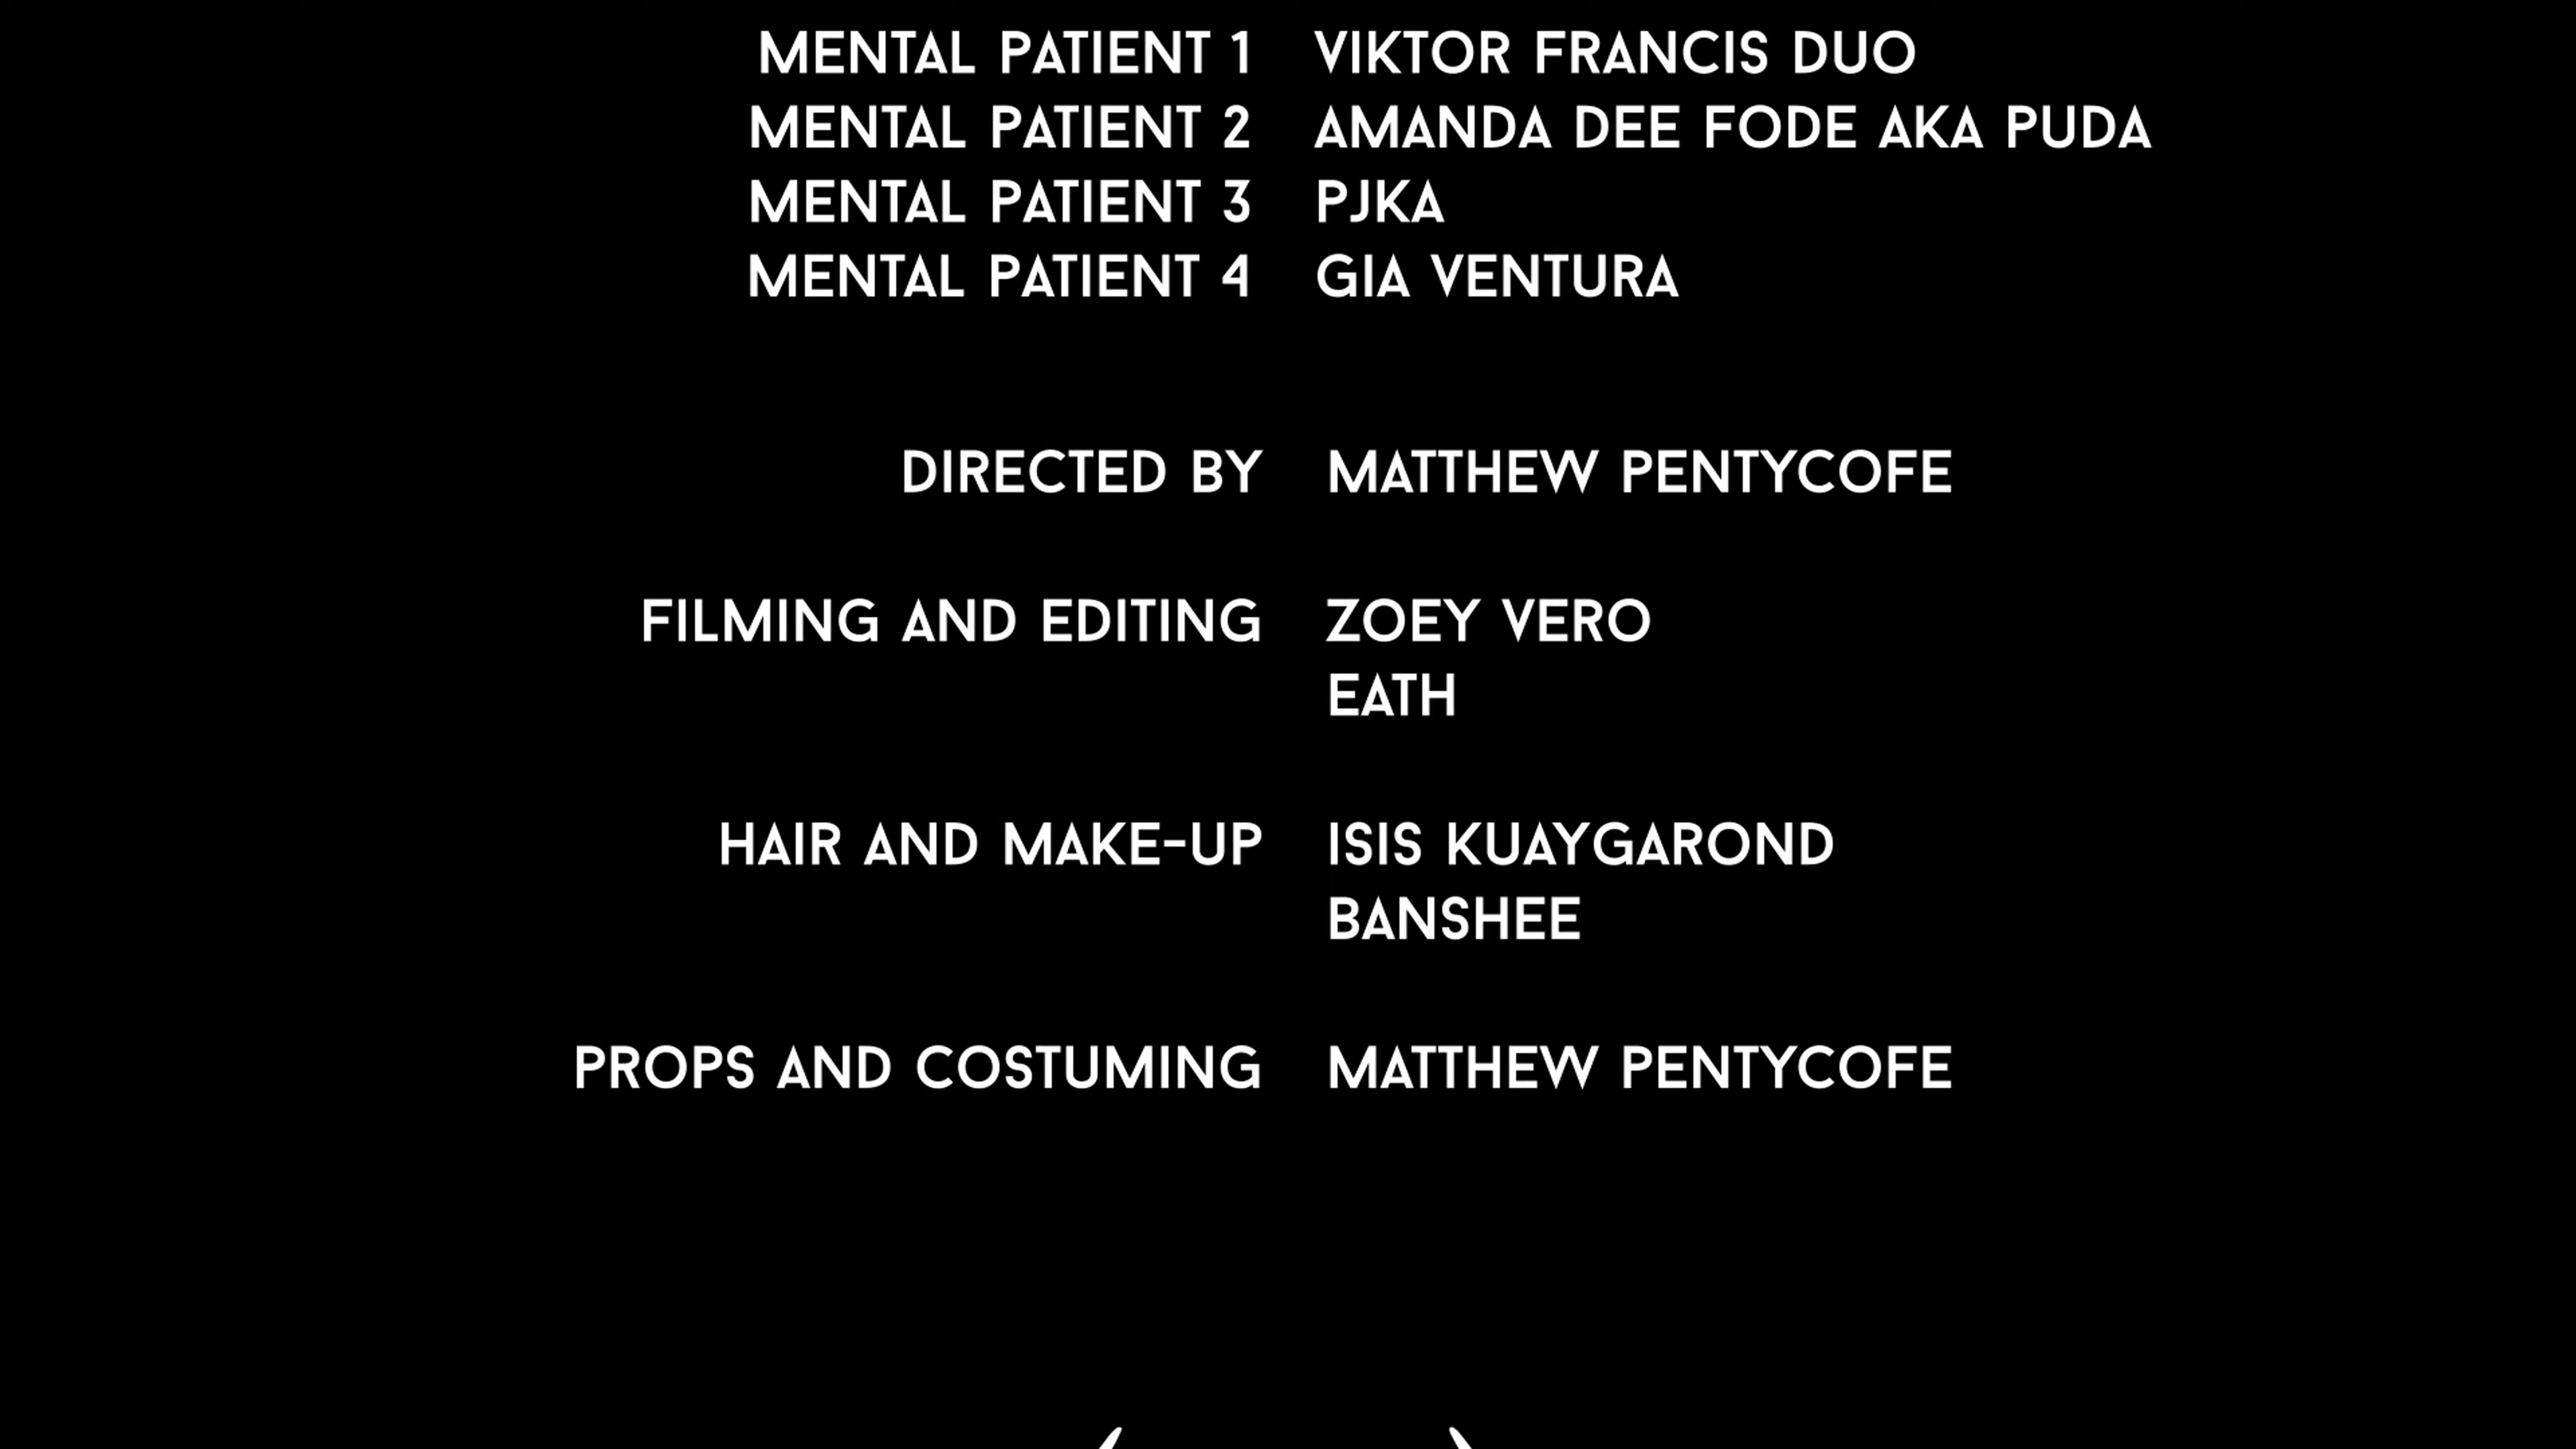 MENTAL PATIENT 1 VIKTOR FRANCIS DUO
MENTAL PATIENT 2 AMANDA DEE FODE AKA PUDA
MENTAL PATIENT 3 PJKA
MENTAL PATIENT 4 GIA VENTURA
DIRECTED BY MATTHEW PENTYCOFE
FILMING AND EDITING ZOEY VERO
EATH
HAIR AND MAKE-UP ISIS KUAYGAROND
BANSHEE
PROPS AND COSTUMING MATTHEW PENTYCOFE